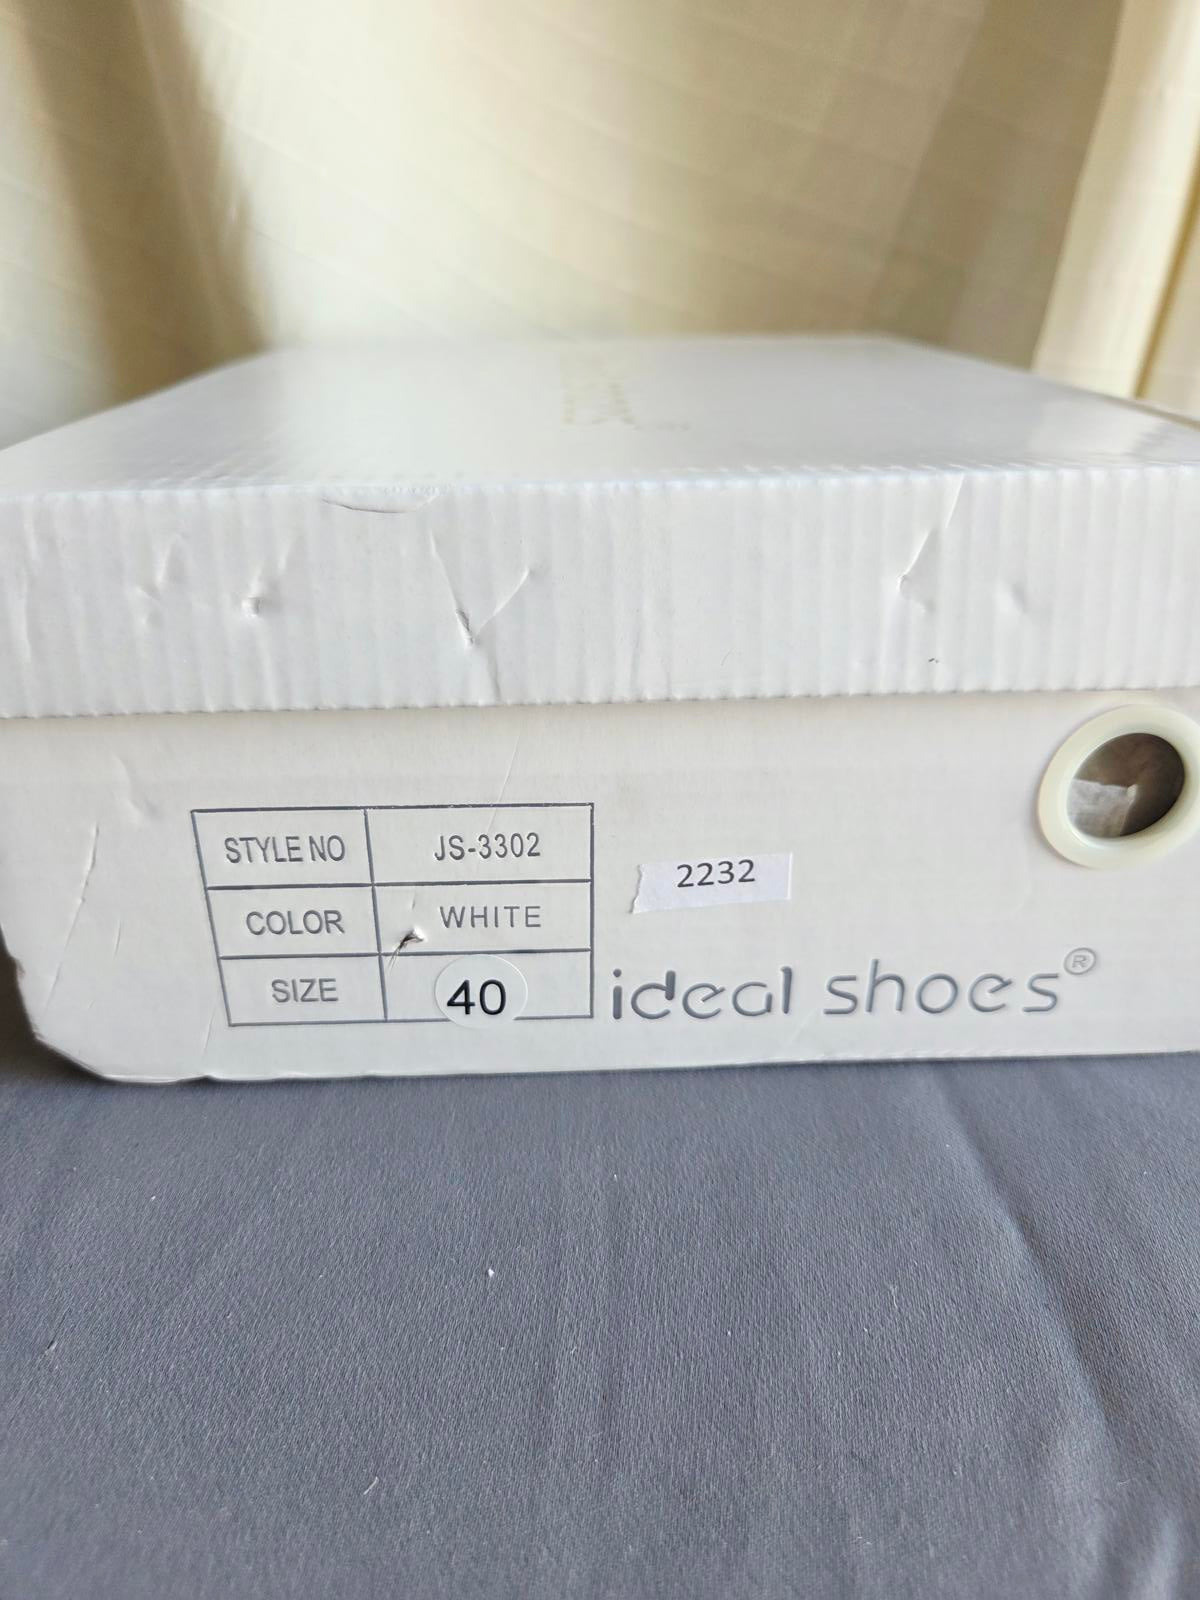 STYLE NO JS-3302
COLOR WHITE
SIZE 40
2232
ideal shoes®